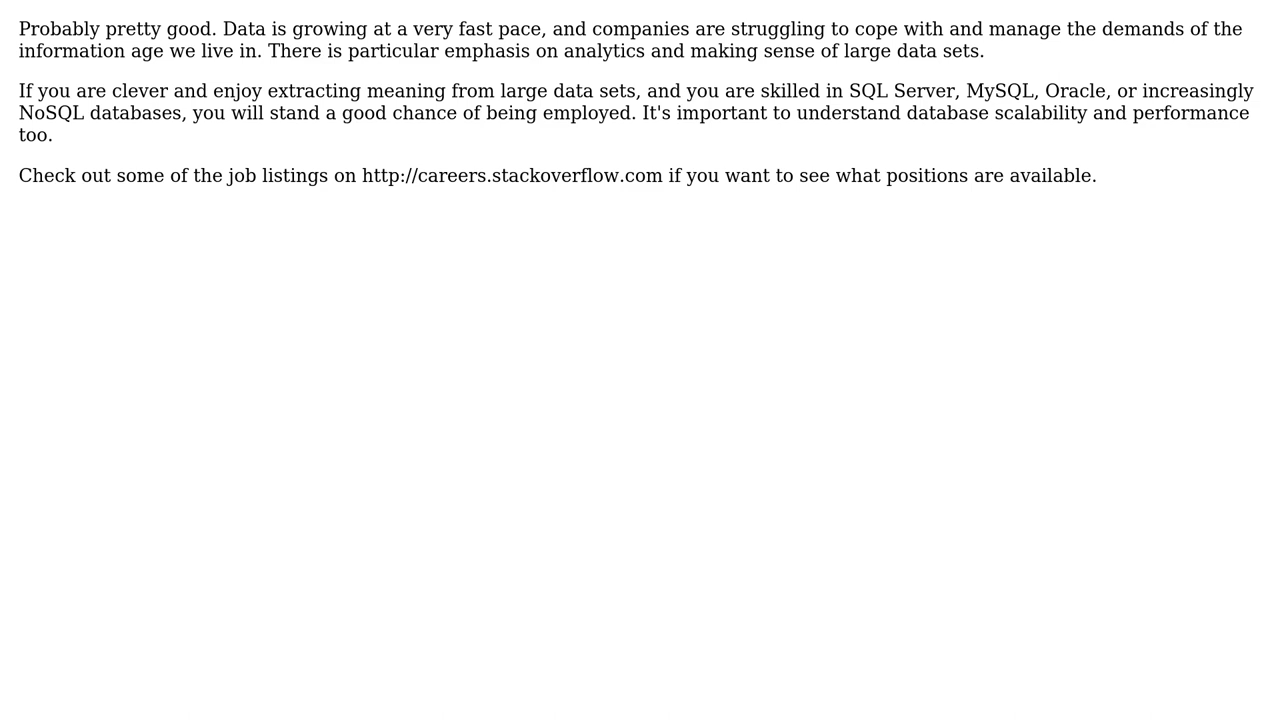 Probably pretty good. Data is growing at a very fast pace, and companies are struggling to cope with and manage the demands of the
information age we live in. There is particular emphasis on analytics and making sense of large data sets.
If you are clever and enjoy extracting meaning from large data sets, and you are skilled in SQL Server, MySQL, Oracle, or increasingly
NoSQL databases, you will stand a good chance of being employed. It's important to understand database scalability and performance
too.
Check out some of the job listings on http://careers.stackoverflow.com if you want to see what positions are available.